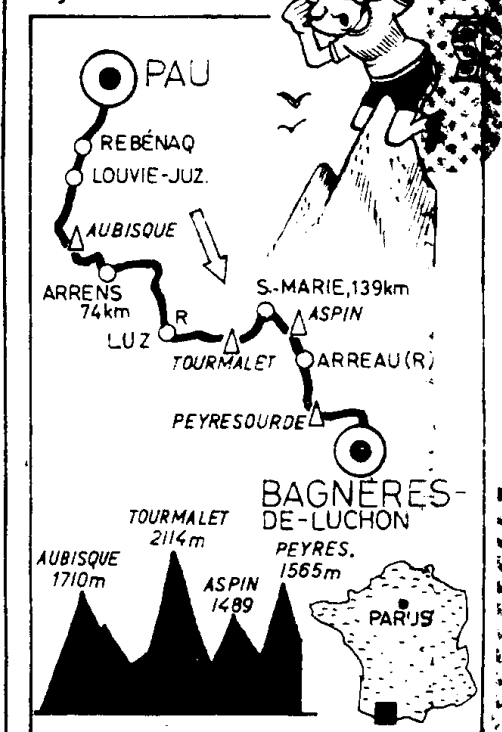 PAU
REBÉNAQ
LOUVIE-JUZ.
AUBISQUE
ARRENS
74km
S.-MARIE, 139km
ASPIN
R
LUZ
TOURMALET
ARREAU (R)
PEYRESOURDE
BAGNÈRES-
DE-LUCHON
TOURMALET
2114m
AUBISQUE
1710m
PEYRES.
1565m
ASPIN
1489
PARIJS